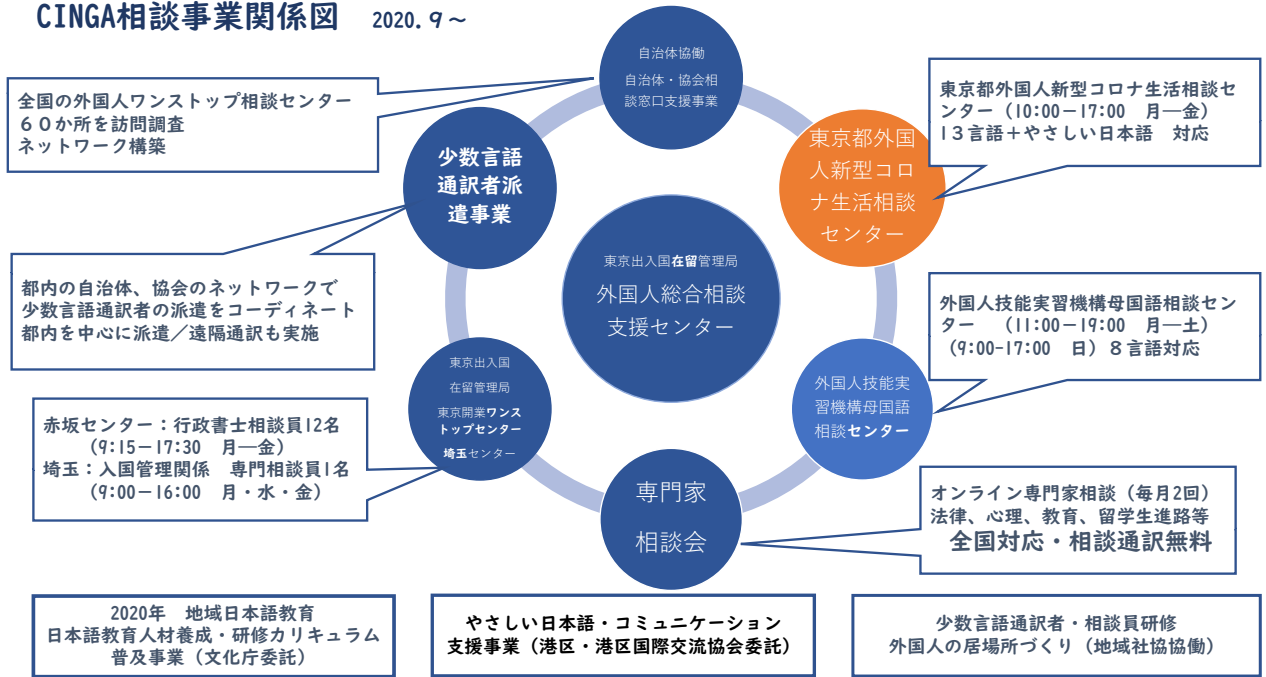 CINGA相談事業関係図 2020.9~
自治体協働
自治体・協会相
談窓口支援事業
全国の外国人ワンストップ相談センター
60か所を訪問調査
ネットワーク構築
東京都外国人新型コロナ生活相談セ
ンター(10:00-17:00 月―金)
13言語+やさしい日本語 対応
東京都外国
人新型コロ
ナ生活相談
センター
少数言語
通訳者派
遣事業
東京出入国在留管理局
外国人総合相談
支援センター
都内の自治体、協会のネットワークで
少数言語通訳者の派遣をコーディネート
都内を中心に派遣/遠隔通訳も実施
外国人技能実習機構母国語相談セン
ター (11:00-19:00 月―土)
(9:00-17:00 日)8言語対応
東京出入国
在留管理局
東京開業ワンス
トップセンター
埼玉センター
外国人技能実
習機構母国語
相談センター
赤坂センター:行政書士相談員12名
(9:15-17:30 月―金)
埼玉:入国管理関係 専門相談員1名
(9:00-16:00 月・水・金)
専門家
相談会
オンライン専門家相談(毎月2回)
法律、心理、教育、留学生進路等
全国対応・相談通訳無料
2020年 地域日本語教育
日本語教育人材養成・研修カリキュラム
普及事業(文化庁委託)
やさしい日本語・コミュニケーション
支援事業(港区・港区国際交流協会委託)
少数言語通訳者・相談員研修
外国人の居場所づくり(地域社協協働)